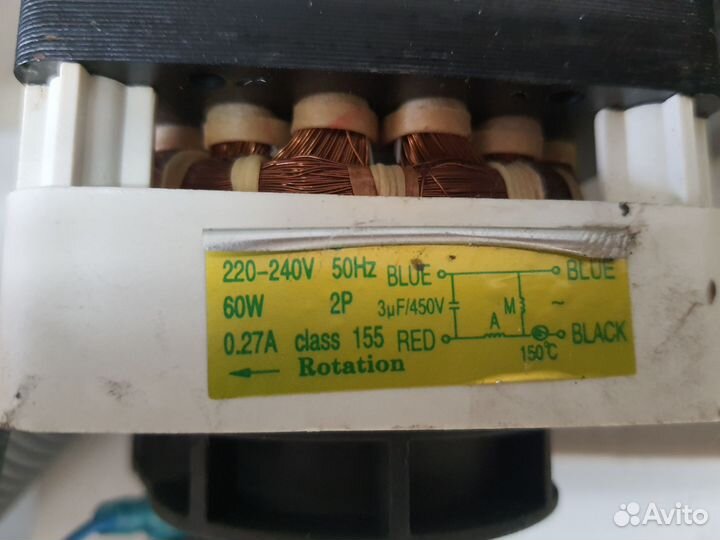 220-240V 50Hz BLUE BLUE
60W 2P 3µF/450V M ~
0.27A class 155 RED A BLACK
150°C
Rotation
Avito